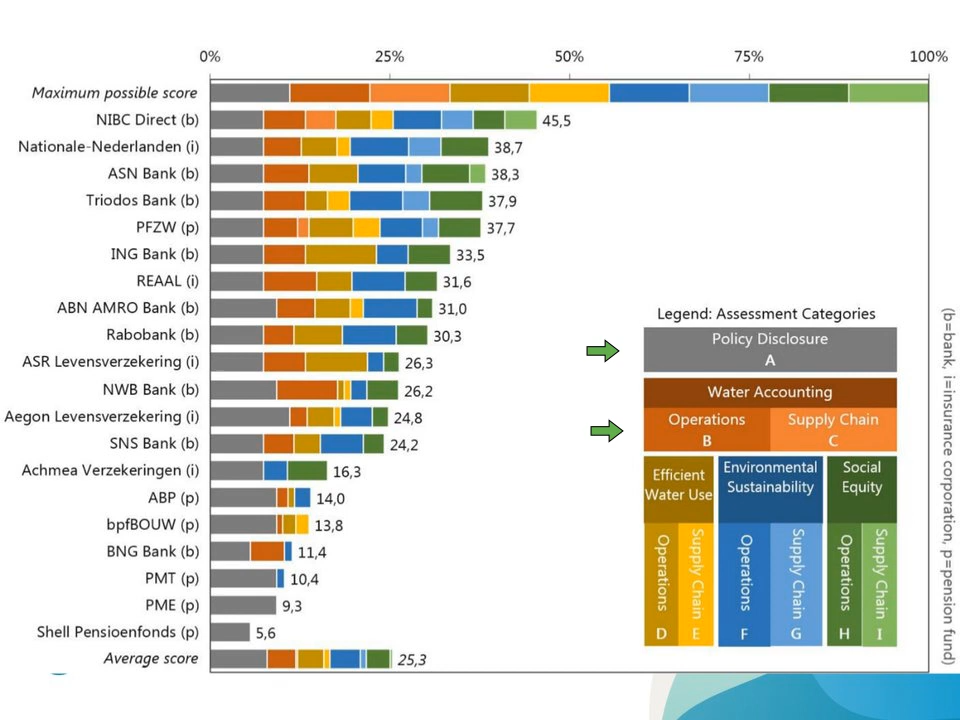 0% 25% 50% 75% 100%
Maximum possible score
NIBC Direct (b) 45,5
Nationale-Nederlanden (i) 38,7
ASN Bank (b) 38,3
Triodos Bank (b) 37,9
PFZW (p) 37,7
ING Bank (b) 33,5
REAAL (i) 31,6
ABN AMRO Bank (b) 31,0
Rabobank (b) 30,3
ASR Levensverzekering (i) 26,3
NWB Bank (b) 26,2
Aegon Levensverzekering (i) 24,8
SNS Bank (b) 24,2
Achmea Verzekeringen (i) 16,3
ABP (p) 14,0
bpfBOUW (p) 13,8
BNG Bank (b) 11,4
PMT (p) 10,4
PME (p) 9,3
Shell Pensioenfonds (p) 5,6
Average score 25,3
Legend: Assessment Categories
Policy Disclosure
A
Water Accounting
Operations
B
Supply Chain
C
Efficient
Water Use
Environmental
Sustainability
Social
Equity
Operations D
Supply Chain E
Operations F
Supply Chain G
Operations H
Supply Chain I
(b=bank, i=insurance corporation, p=pension fund)